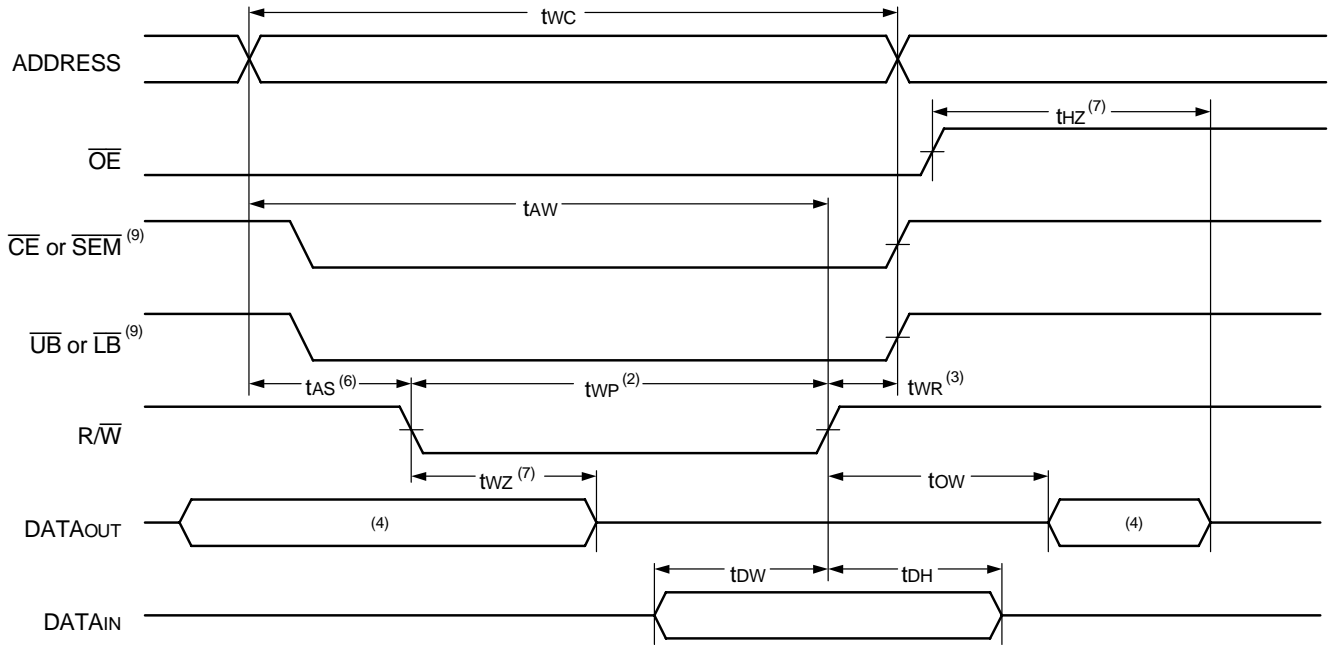 tWC
ADDRESS
tHZ (7)
OE
tAW
CE or SEM (9)
UB or LB (9)
tAS (6)
tWP (2)
tWR (3)
R/W
tWZ (7)
tOW
DATAOUT
(4)
(4)
tDW
tDH
DATAIN